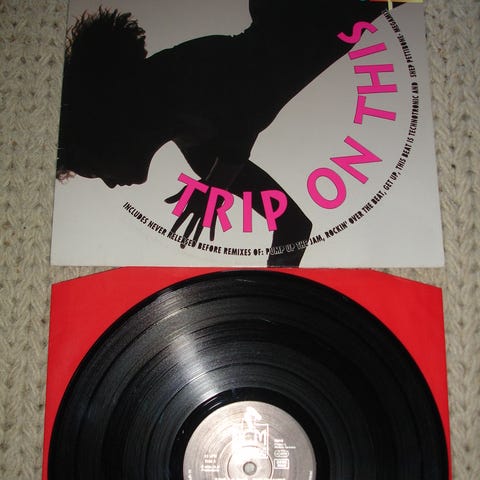 TRIP ON THIS
INCLUDES NEVER RELEASED BEFORE REMIXES OF: PUMP UP THE JAM, ROCKIN' OVER THE BEAT, GET UP, THIS BEAT IS TECHNOTRONIC AND SHEP PETTIBONE MEGAMIX